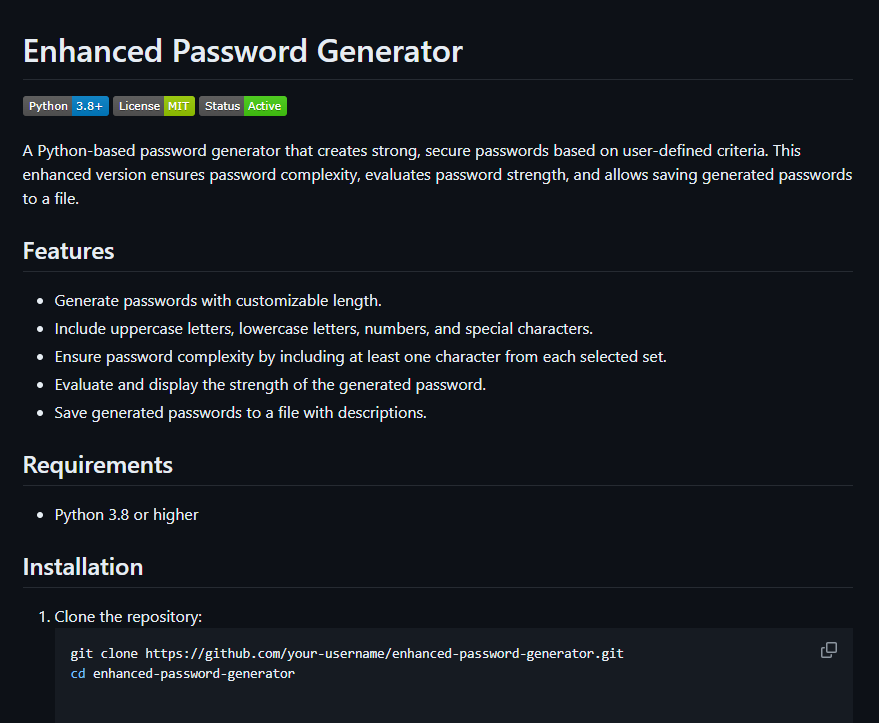 Enhanced Password Generator
Python 3.8+ License MIT Status Active
A Python-based password generator that creates strong, secure passwords based on user-defined criteria. This
enhanced version ensures password complexity, evaluates password strength, and allows saving generated passwords
to a file.
Features
• Generate passwords with customizable length.
• Include uppercase letters, lowercase letters, numbers, and special characters.
• Ensure password complexity by including at least one character from each selected set.
• Evaluate and display the strength of the generated password.
• Save generated passwords to a file with descriptions.
Requirements
• Python 3.8 or higher
Installation
1. Clone the repository:
git clone https://github.com/your-username/enhanced-password-generator.git
cd enhanced-password-generator